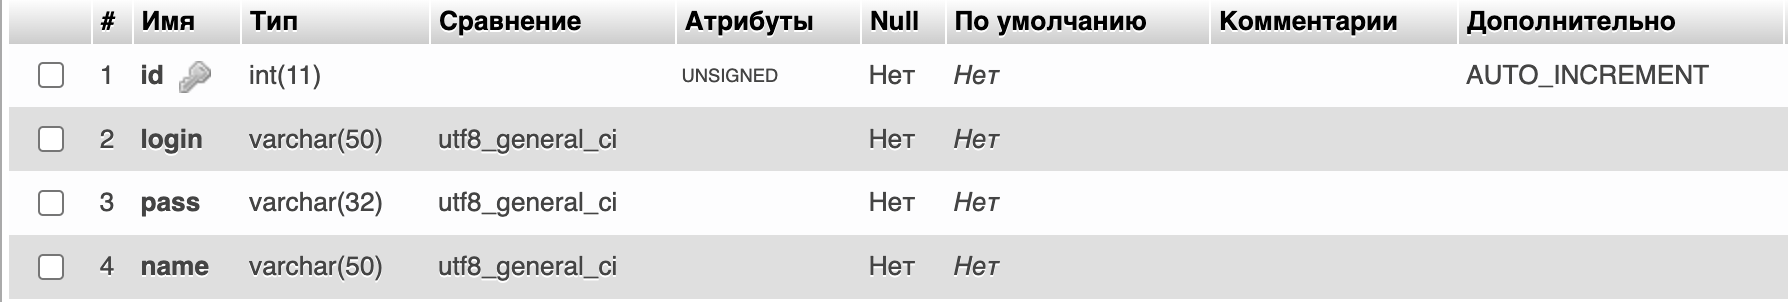 # Имя Тип Сравнение Атрибуты Null По умолчанию Комментарии Дополнительно
1 id int(11) UNSIGNED Нет Нет AUTO_INCREMENT
2 login varchar(50) utf8_general_ci Нет Нет
3 pass varchar(32) utf8_general_ci Нет Нет
4 name varchar(50) utf8_general_ci Нет Нет